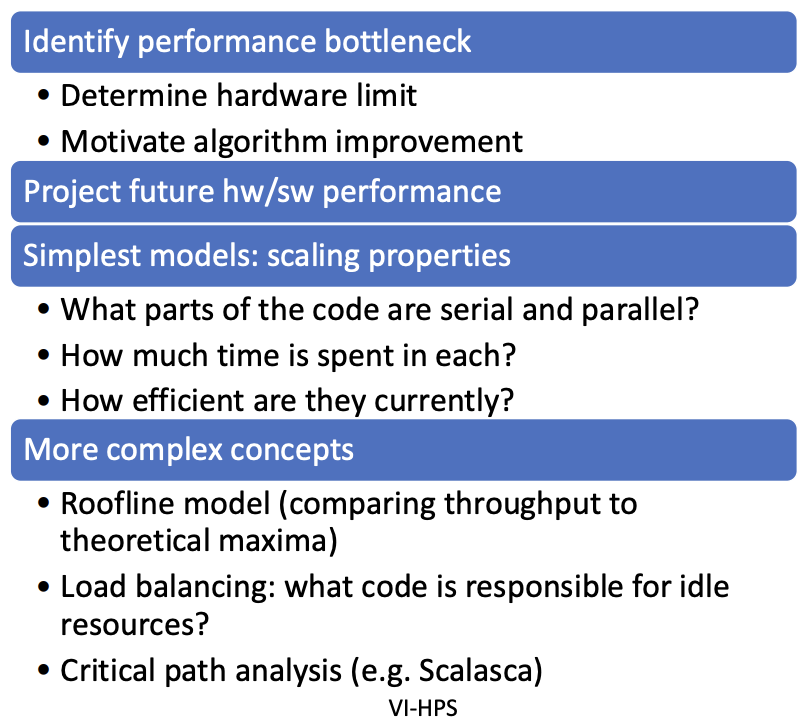 Identify performance bottleneck
• Determine hardware limit
• Motivate algorithm improvement
Project future hw/sw performance
Simplest models: scaling properties
• What parts of the code are serial and parallel?
• How much time is spent in each?
• How efficient are they currently?
More complex concepts
• Roofline model (comparing throughput to
theoretical maxima)
• Load balancing: what code is responsible for idle
resources?
• Critical path analysis (e.g. Scalasca)
VI-HPS